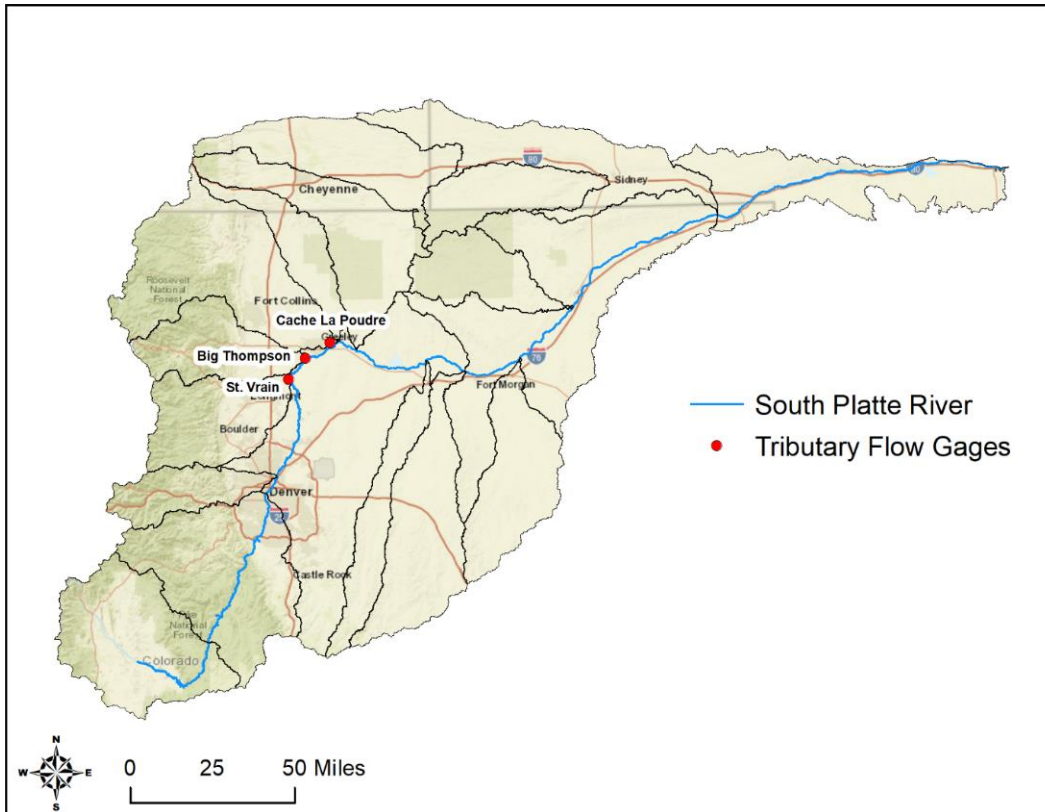 80
Cheyenne
Sidney
80
Roosevelt
National
Forest
Fort Collins
Cache La Poudre
Greeley
Big Thompson
76
St. Vrain
Fort Morgan
Longmont
South Platte River
Boulder
Tributary Flow Gages
Denver
25
Castle Rock
National
Forest
Colorado
N
W
E
S
0
25
50 Miles